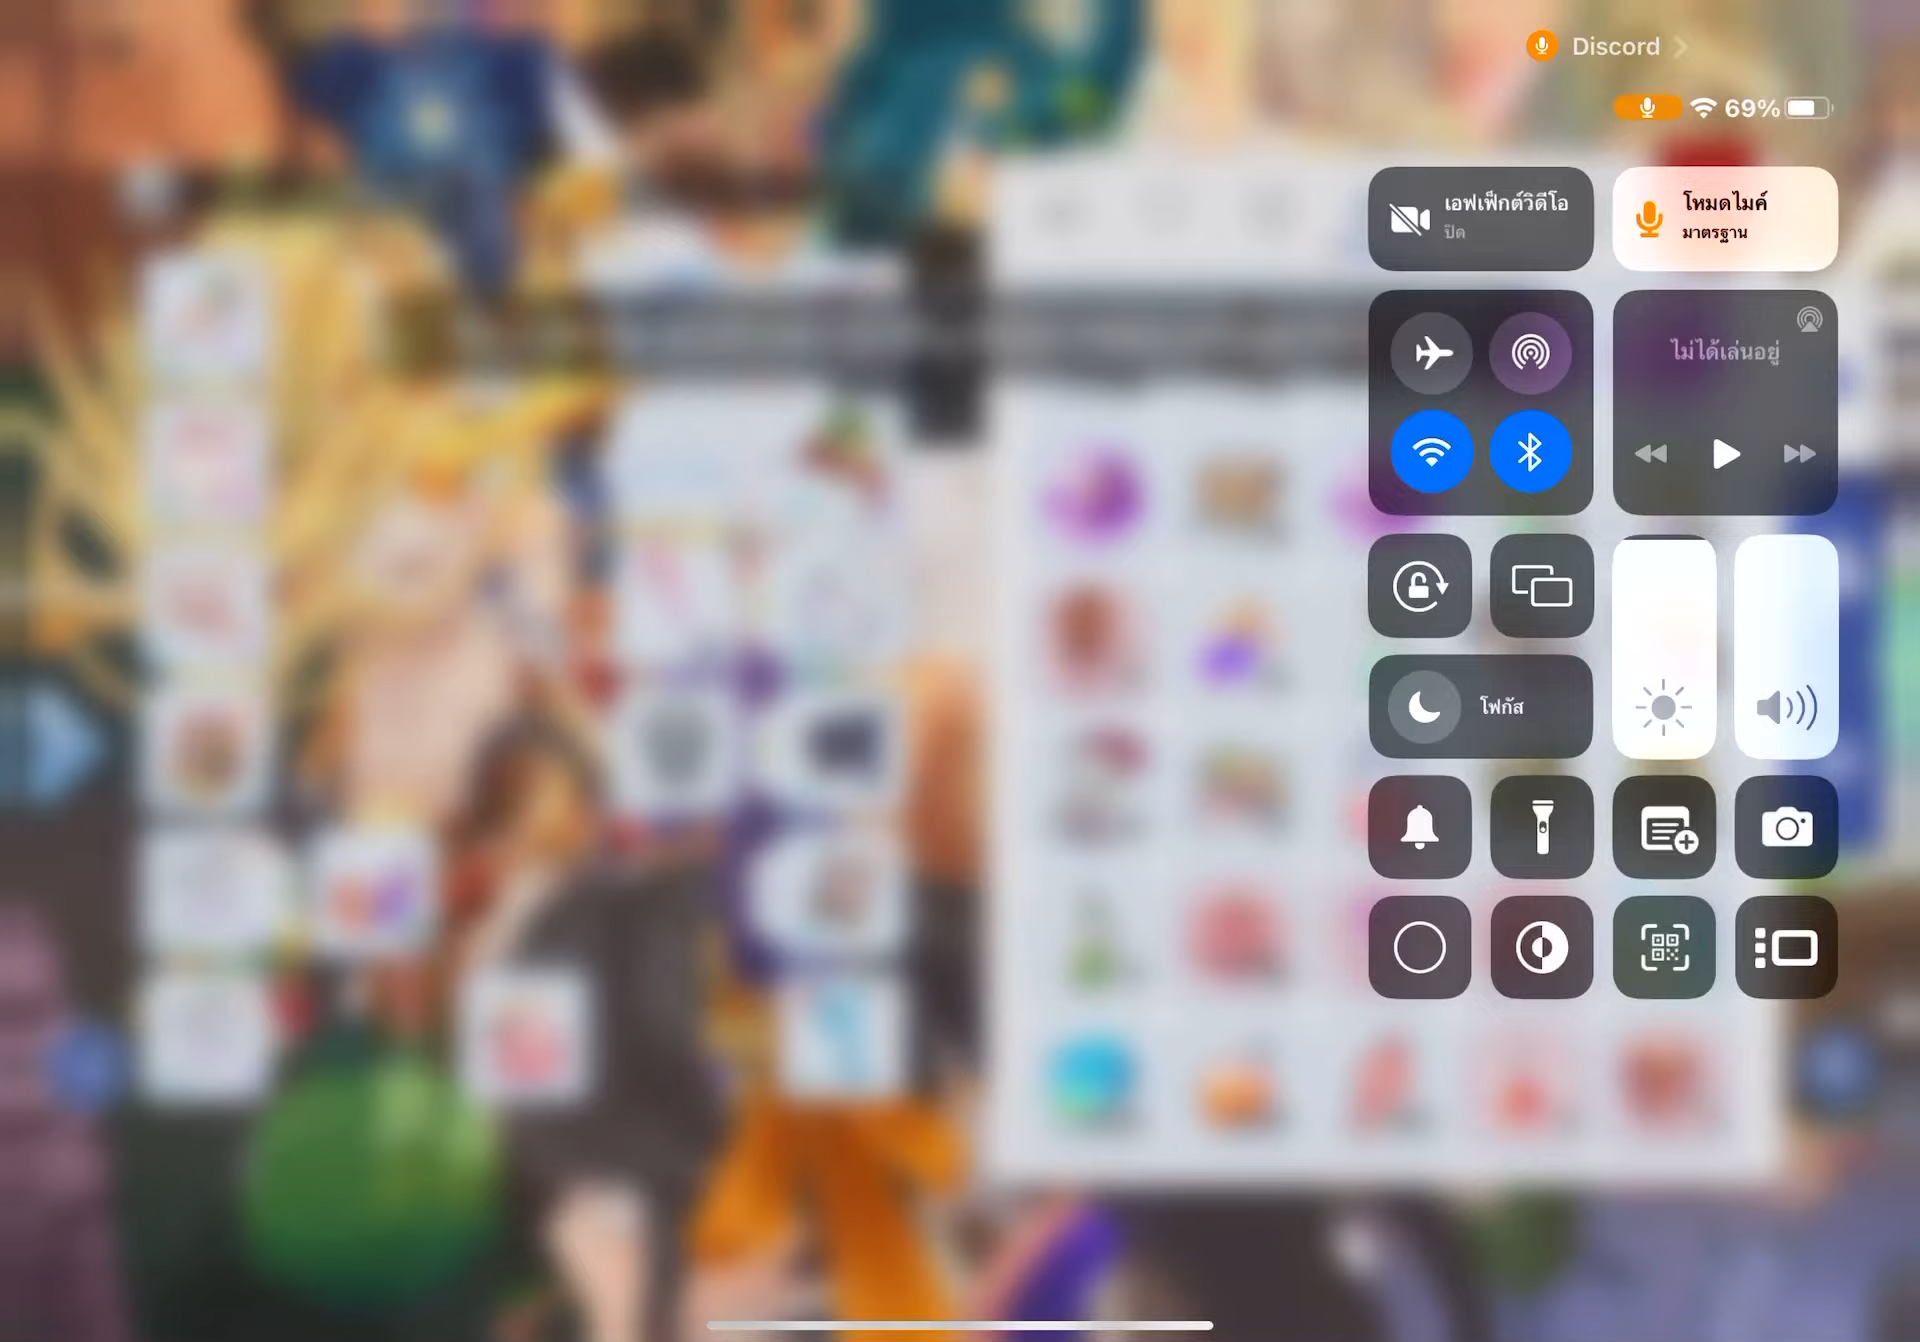 Discord
69%
เอฟเฟ็กต์วิดีโอ
ปิด
โหมดไมค์
มาตรฐาน
ไม่ได้เล่นอยู่
โฟกัส